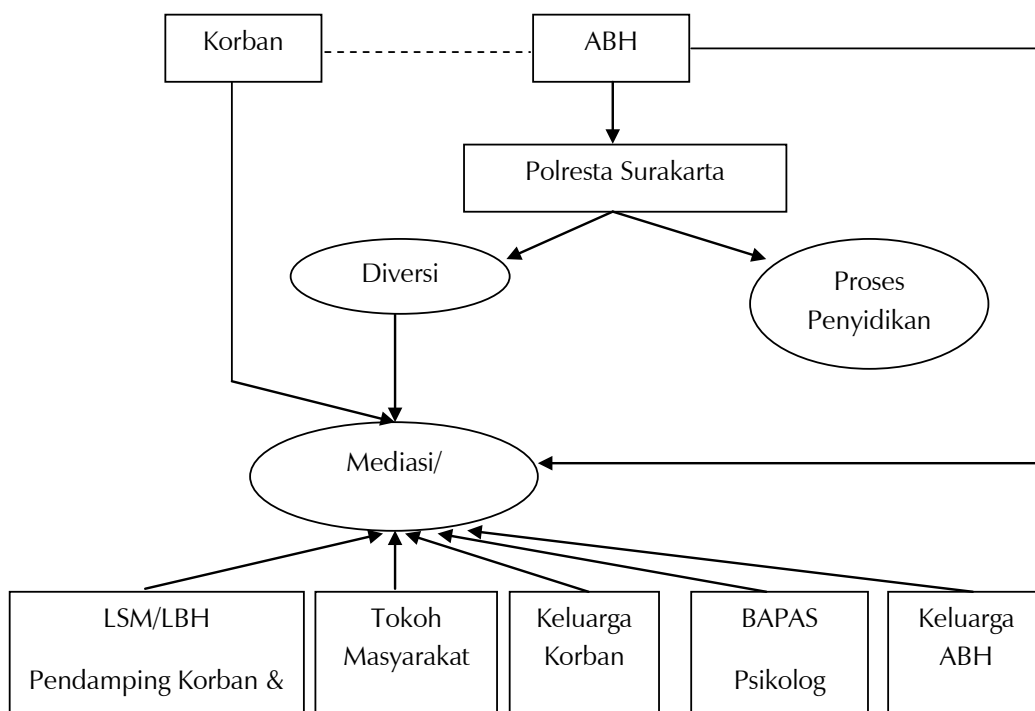 Korban
ABH
Polresta Surakarta
Diversi
Proses
Penyidikan
Mediasi/
LSM/LBH
Pendamping Korban &
Tokoh
Masyarakat
Keluarga
Korban
BAPAS
Psikolog
Keluarga
ABH